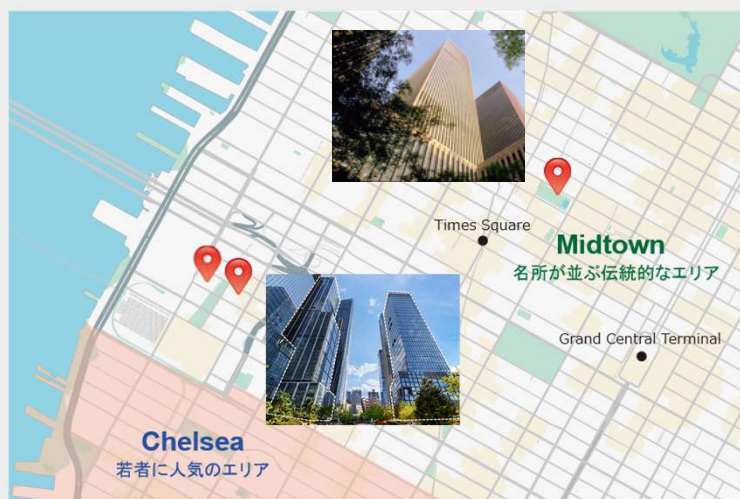 Times Square
Midtown
名所が並ぶ伝統的なエリア
Grand Central Terminal
Chelsea
若者に人気のエリア